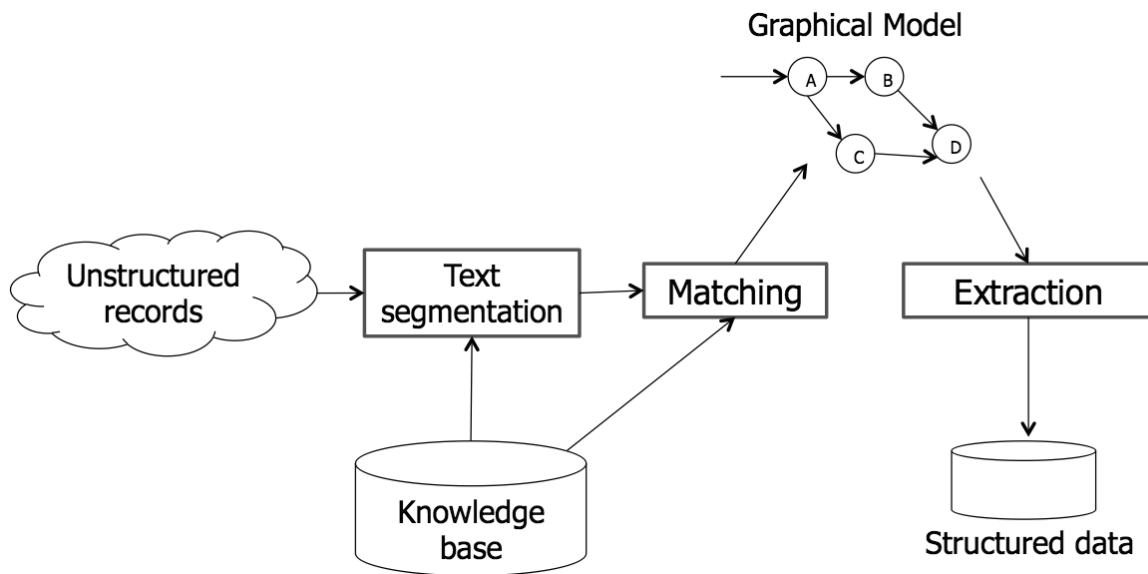 Graphical Model
A
B
C
D
Unstructured
records
Text
segmentation
Matching
Extraction
Knowledge
base
Structured data